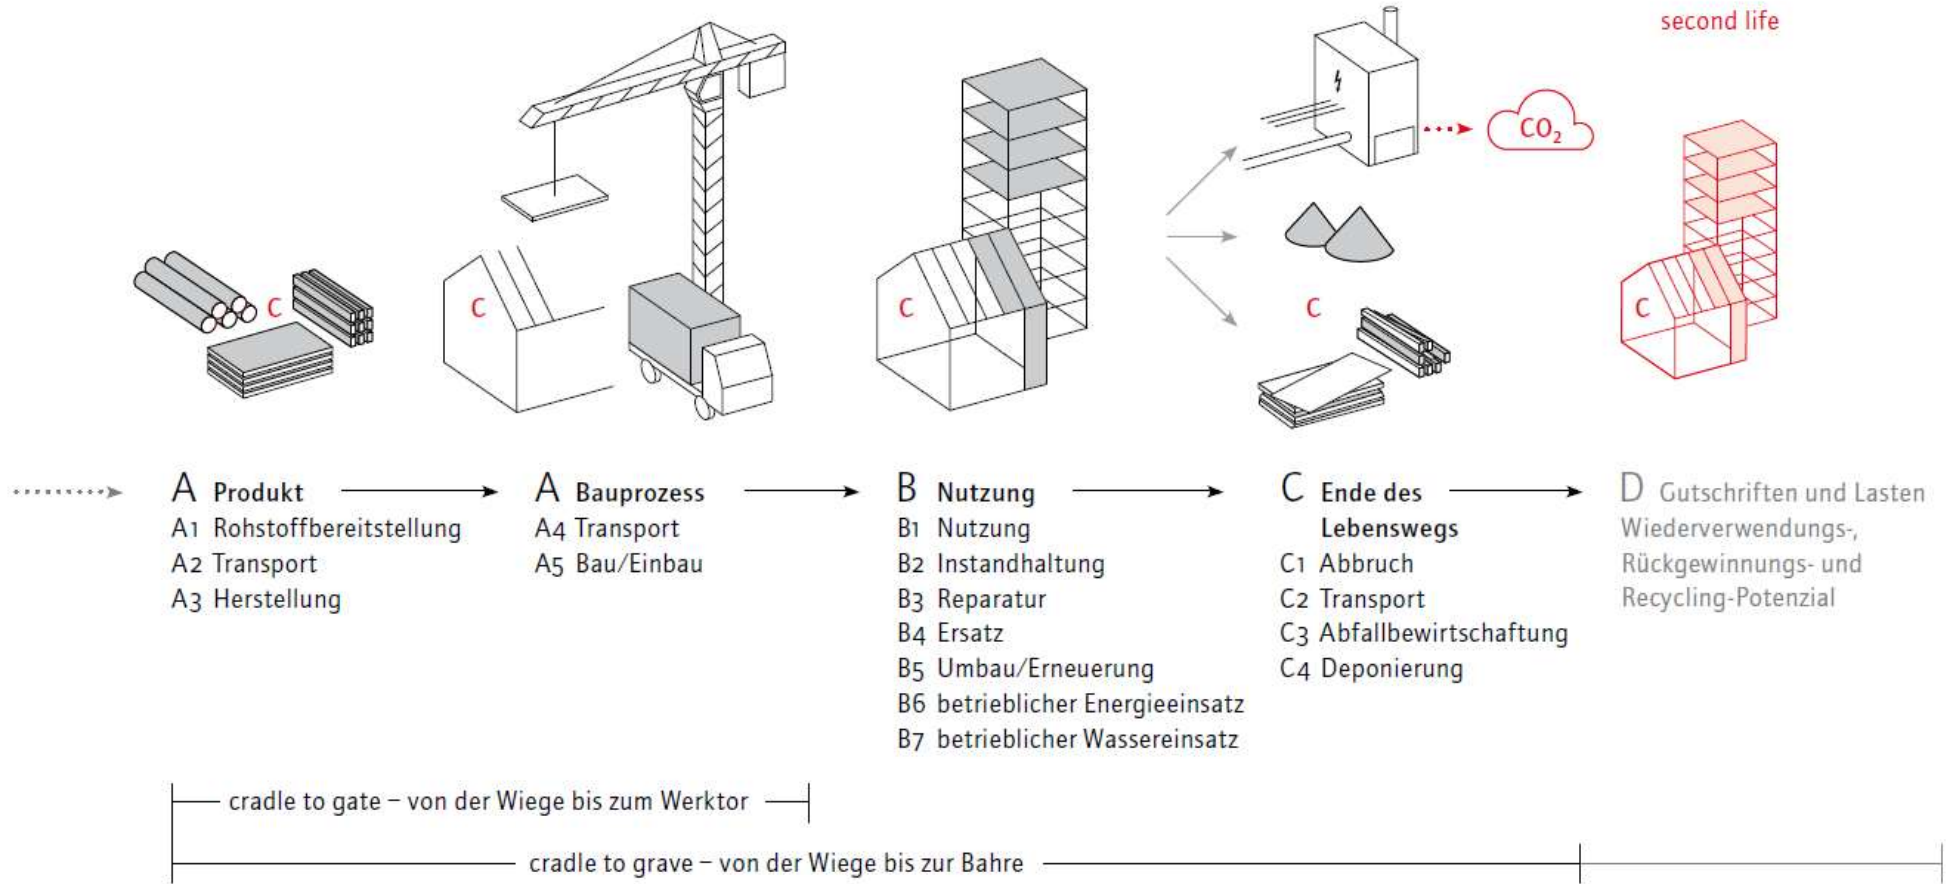 second life
CO₂
C
C
C
C
C
A Produkt
A1 Rohstoffbereitstellung
A2 Transport
A3 Herstellung
A Bauprozess
A4 Transport
A5 Bau/Einbau
B Nutzung
B1 Nutzung
B2 Instandhaltung
B3 Reparatur
B4 Ersatz
B5 Umbau/Erneuerung
B6 betrieblicher Energieeinsatz
B7 betrieblicher Wassereinsatz
C Ende des
Lebenswegs
C1 Abbruch
C2 Transport
C3 Abfallbewirtschaftung
C4 Deponierung
D Gutschriften und Lasten
Wiederverwendungs-,
Rückgewinnungs- und
Recycling-Potenzial
cradle to gate – von der Wiege bis zum Werktor
cradle to grave – von der Wiege bis zur Bahre